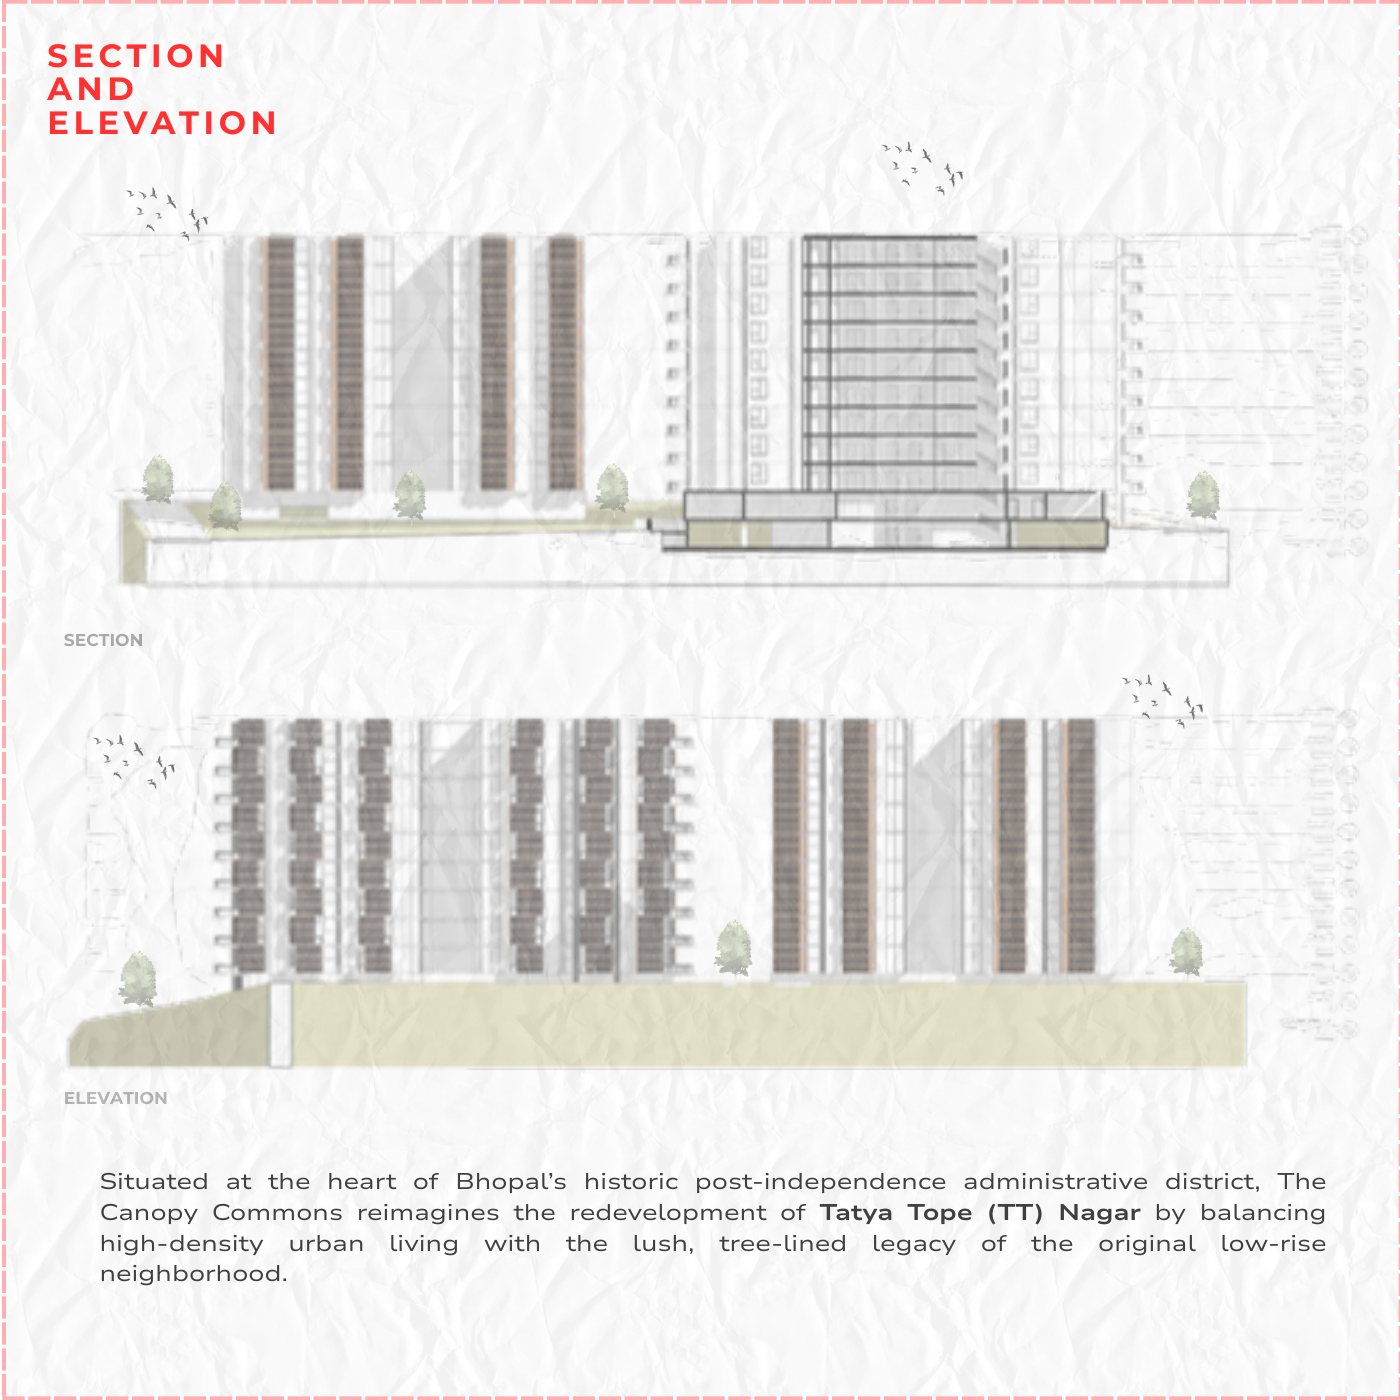 SECTION
AND
ELEVATION
SECTION
ELEVATION
Situated at the heart of Bhopal’s historic post-independence administrative district, The
Canopy Commons reimagines the redevelopment of Tatya Tope (TT) Nagar by balancing
high-density urban living with the lush, tree-lined legacy of the original low-rise
neighborhood.